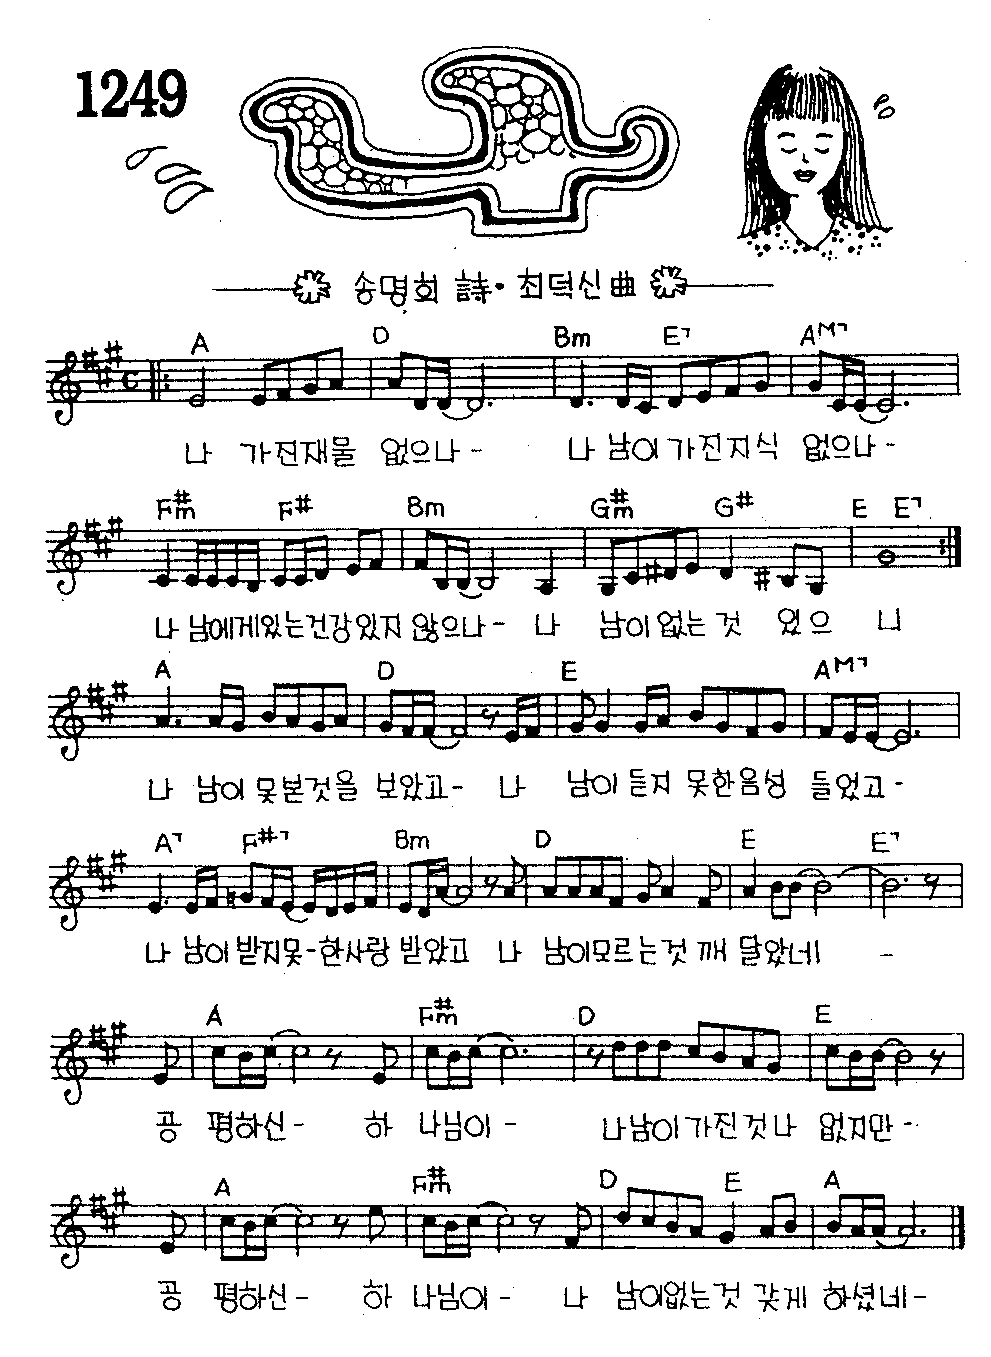 1249
송명희 詩·최덕신 曲
A D Bm E7 AM7
나 가진재물 없으나- 나 남이가진지식 없으나-
F#m F# Bm G#m G# E E7
나 남에게있는건강있지 않으나- 나 남이없는 것 있으 니
A D E AM7
나 남이 못본것을 보았고- 나 남이 듣지 못한음성 들었고-
A7 F#7 Bm D E E7
나 남이 받지못-한사랑 받았고 나 남이모르는것 깨 달았네 -
A F#m D E
공 평하신- 하 나님이- 나남이가진것나 없지만-
A F#m D E A
공 평하신- 하 나님이- 나 남이없는것 갖게 하셨네-